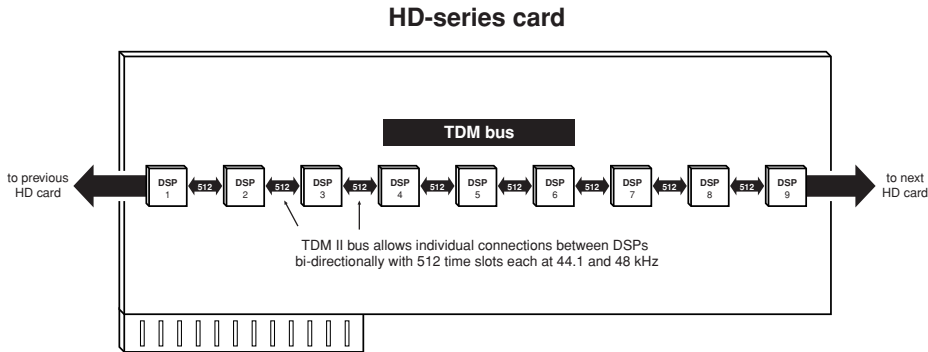 HD-series card
TDM bus
to previous
HD card
DSP
1
512
DSP
2
512
DSP
3
512
DSP
4
512
DSP
5
512
DSP
6
512
DSP
7
512
DSP
8
512
DSP
9
to next
HD card
TDM II bus allows individual connections between DSPs
bi-directionally with 512 time slots each at 44.1 and 48 kHz